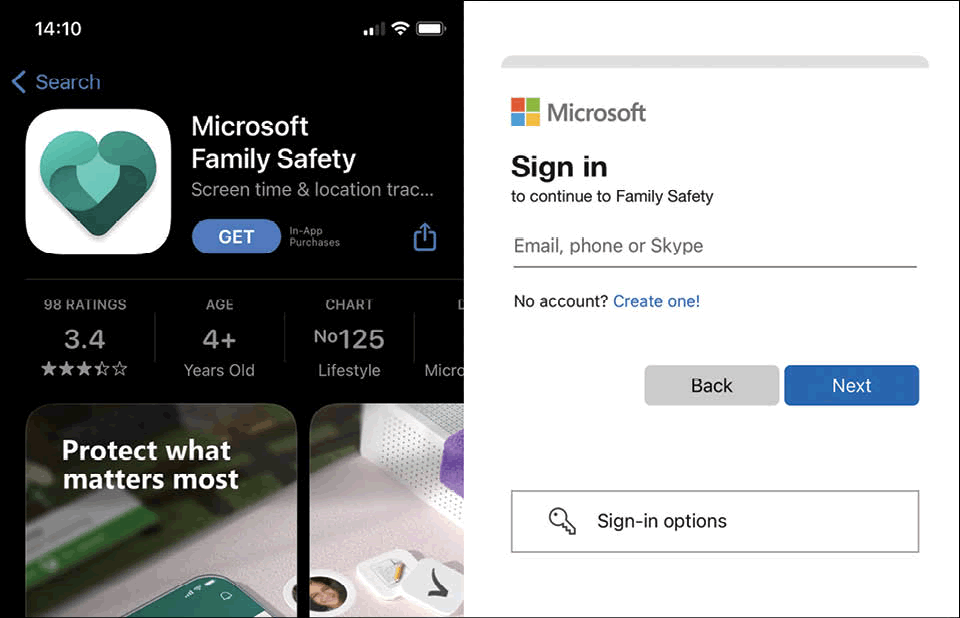 14:10
Search
Microsoft
Family Safety
Screen time & location trac...
GET
In-App
Purchases
98 RATINGS
3.4
AGE
4+
Years Old
CHART
No125
Lifestyle
D
Micro
Protect what
matters most
Microsoft
Sign in
to continue to Family Safety
Email, phone or Skype
No account? Create one!
Back
Next
Sign-in options